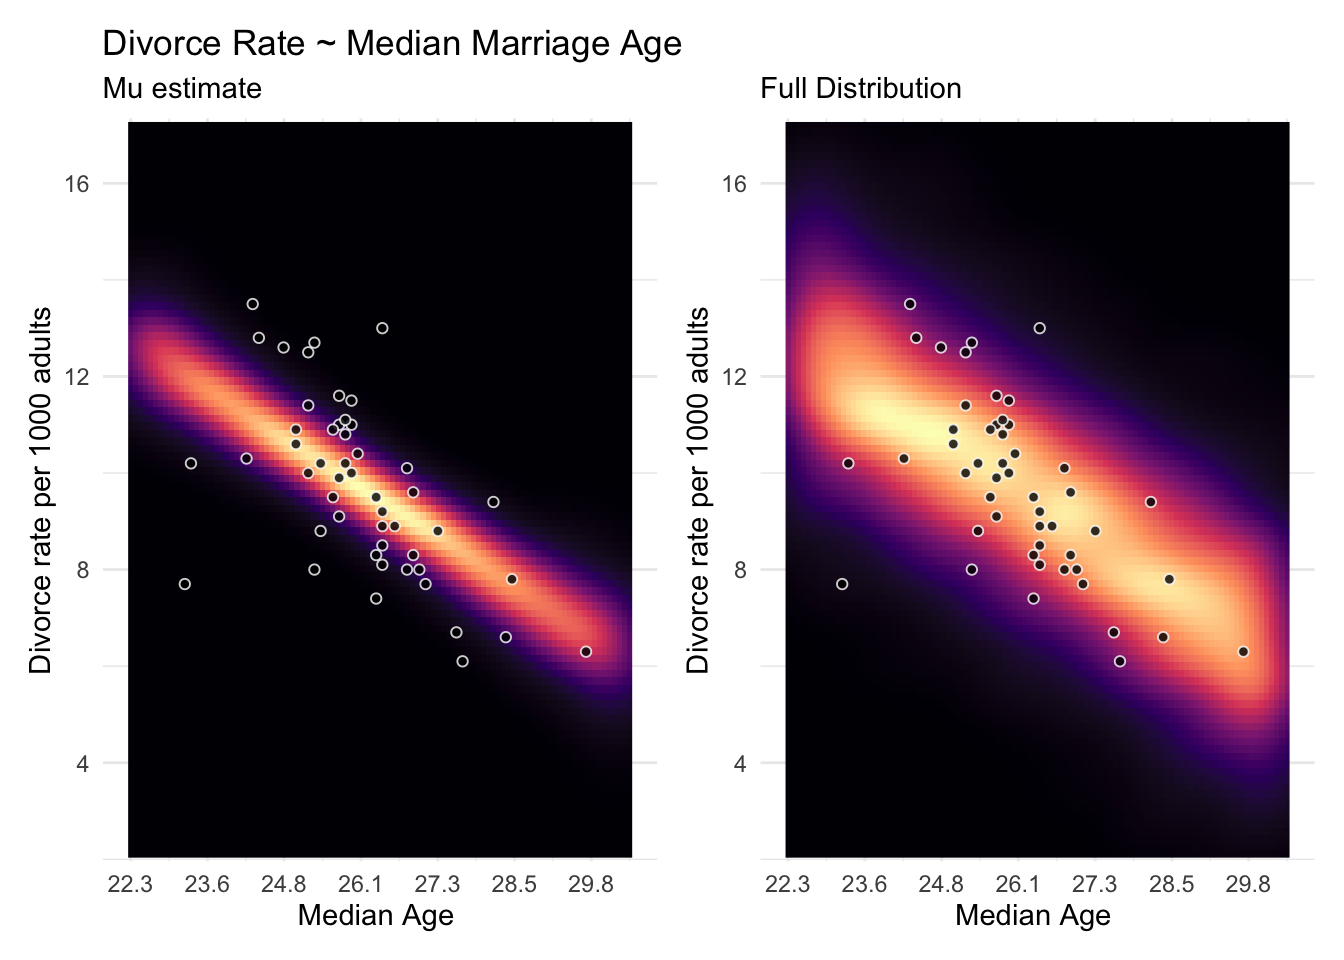 Divorce Rate ~ Median Marriage Age
Mu estimate
Divorce rate per 1000 adults
16
12
8
4
22.3 23.6 24.8 26.1 27.3 28.5 29.8
Median Age
Full Distribution
Divorce rate per 1000 adults
16
12
8
4
22.3 23.6 24.8 26.1 27.3 28.5 29.8
Median Age